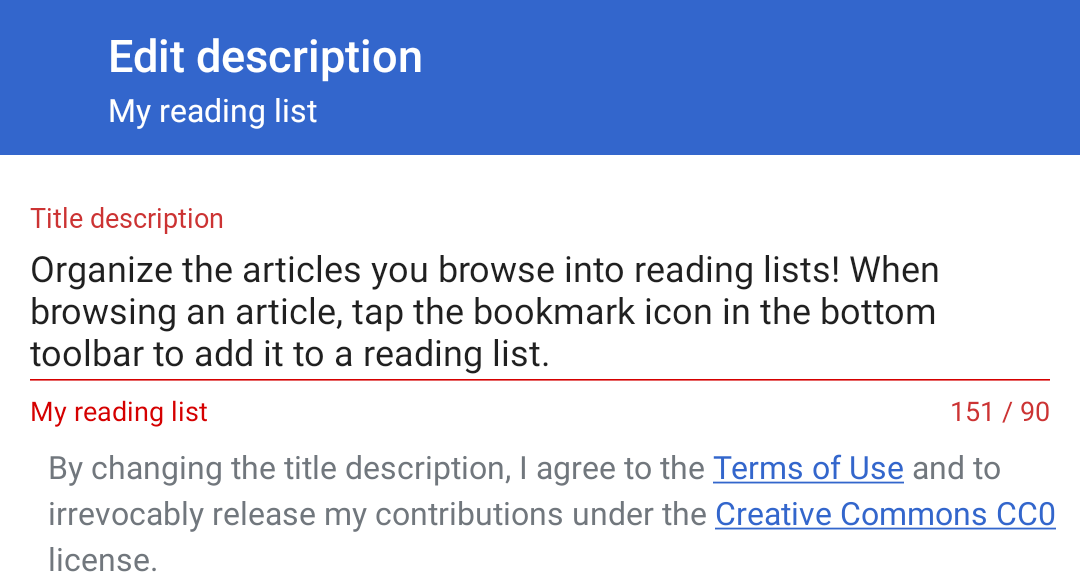 Edit description
My reading list
Title description
Organize the articles you browse into reading lists! When
browsing an article, tap the bookmark icon in the bottom
toolbar to add it to a reading list.
My reading list 151 / 90
By changing the title description, I agree to the Terms of Use and to
irrevocably release my contributions under the Creative Commons CC0
license.